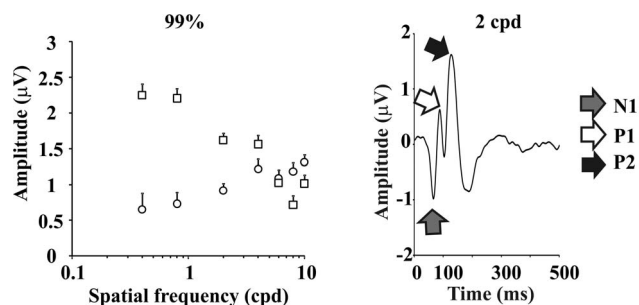 99%
Amplitude (μV)
3
2.5
2
1.5
1
0.5
0
0.1
1
10
Spatial frequency (cpd)
2 cpd
Amplitude (μV)
2
1
0
-1
-2
0
100
300
500
Time (ms)
N1
P1
P2